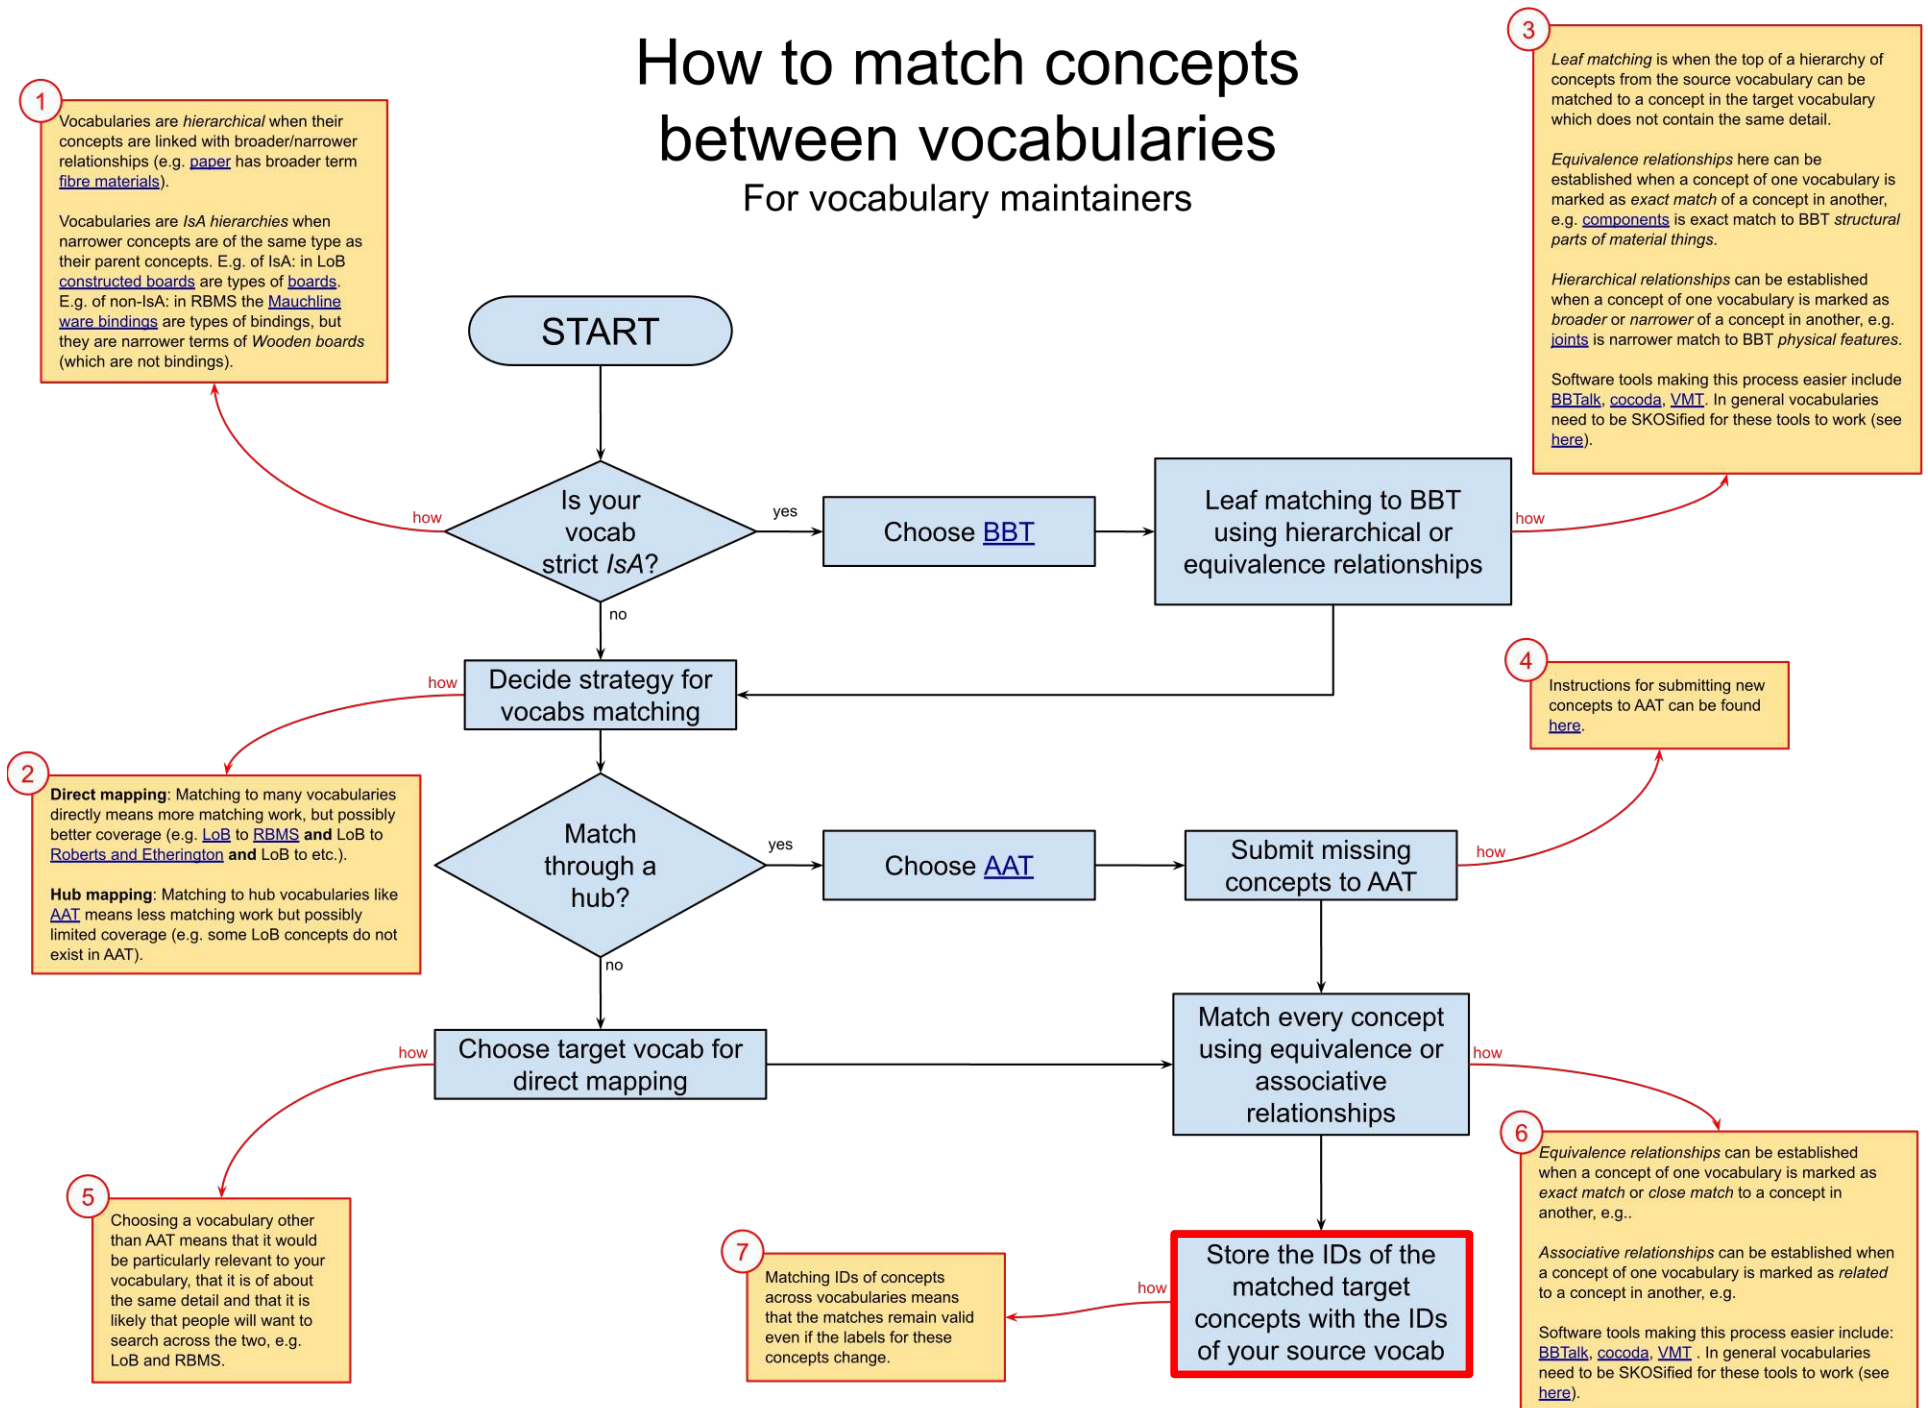 How to match concepts
between vocabularies
For vocabulary maintainers
1
Vocabularies are hierarchical when their
concepts are linked with broader/narrower
relationships (e.g. paper has broader term
fibre materials).
Vocabularies are IsA hierarchies when
narrower concepts are of the same type as
their parent concepts. E.g. of IsA: in LoB
constructed boards are types of boards.
E.g. of non-IsA: in RBMS the Mauchline
ware bindings are types of bindings, but
they are narrower terms of Wooden boards
(which are not bindings).
3
Leaf matching is when the top of a hierarchy of
concepts from the source vocabulary can be
matched to a concept in the target vocabulary
which does not contain the same detail.
Equivalence relationships here can be
established when a concept of one vocabulary is
marked as exact match of a concept in another,
e.g. components is exact match to BBT structural
parts of material things.
Hierarchical relationships can be established
when a concept of one vocabulary is marked as
broader or narrower of a concept in another, e.g.
joints is narrower match to BBT physical features.
Software tools making this process easier include
BBTalk, cocoda, VMT. In general vocabularies
need to be SKOSified for these tools to work (see
here).
START
how
Is your
vocab
strict IsA?
yes
Choose BBT
Leaf matching to BBT
using hierarchical or
equivalence relationships
how
no
how
Decide strategy for
vocabs matching
4
Instructions for submitting new
concepts to AAT can be found
here.
2
Direct mapping: Matching to many vocabularies
directly means more matching work, but possibly
better coverage (e.g. LoB to RBMS and LoB to
Roberts and Etherington and LoB to etc.).
Hub mapping: Matching to hub vocabularies like
AAT means less matching work but possibly
limited coverage (e.g. some LoB concepts do not
exist in AAT).
Match
through a
hub?
yes
Choose AAT
Submit missing
concepts to AAT
how
no
how
Choose target vocab for
direct mapping
Match every concept
using equivalence or
associative
relationships
how
5
Choosing a vocabulary other
than AAT means that it would
be particularly relevant to your
vocabulary, that it is of about
the same detail and that it is
likely that people will want to
search across the two, e.g.
LoB and RBMS.
7
Matching IDs of concepts
across vocabularies means
that the matches remain valid
even if the labels for these
concepts change.
how
Store the IDs of the
matched target
concepts with the IDs
of your source vocab
6
Equivalence relationships can be established
when a concept of one vocabulary is marked as
exact match or close match to a concept in
another, e.g..
Associative relationships can be established when
a concept of one vocabulary is marked as related
to a concept in another, e.g.
Software tools making this process easier include:
BBTalk, cocoda, VMT . In general vocabularies
need to be SKOSified for these tools to work (see
here).